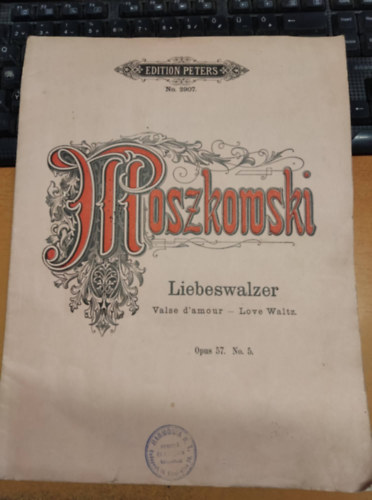 EDITION PETERS
No. 2907.
Moszkowski
Liebeswalzer
Valse d'amour – Love Waltz.
Opus 57. No. 5.